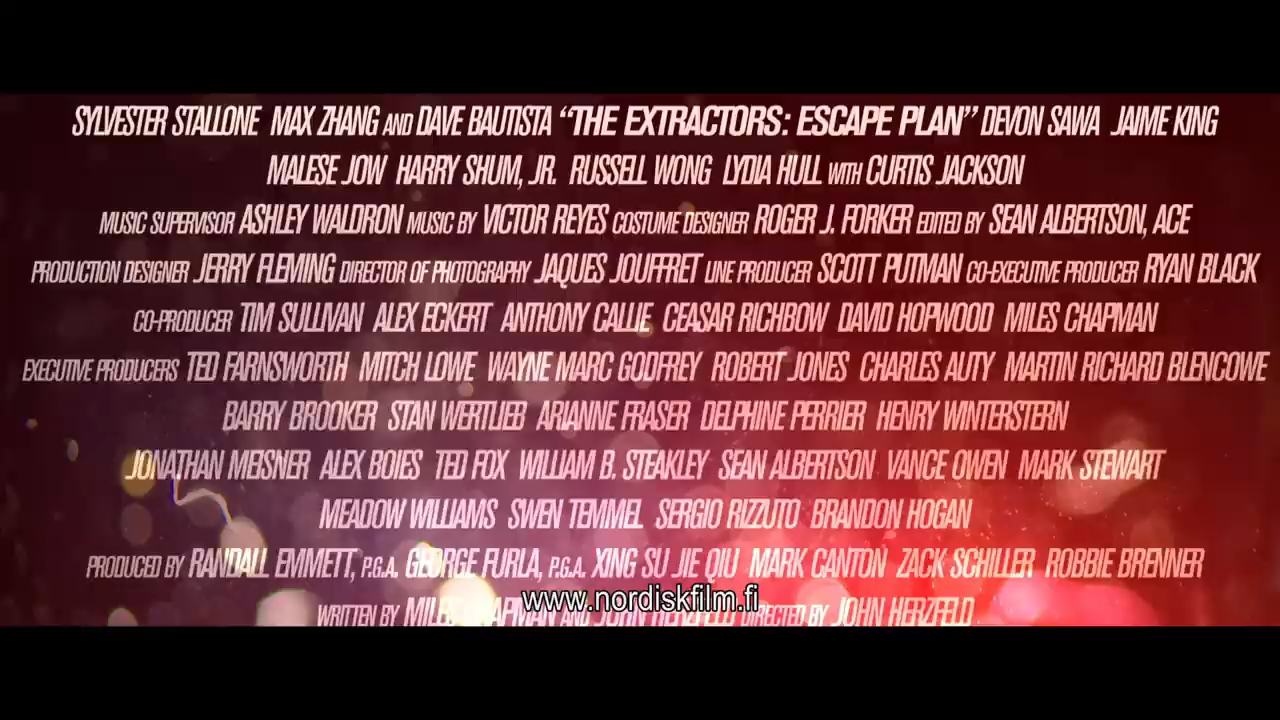 SYLVESTER STALLONE MAX ZHANG AND DAVE BAUTISTA “THE EXTRACTORS: ESCAPE PLAN” DEVON SAWA JAIME KING
MALESE JOW HARRY SHUM, JR. RUSSELL WONG LYDIA HULL WITH CURTIS JACKSON
MUSIC SUPERVISOR ASHLEY WALDRON MUSIC BY VICTOR REYES COSTUME DESIGNER ROGER J. FORKER EDITED BY SEAN ALBERTSON, ACE
PRODUCTION DESIGNER JERRY FLEMING DIRECTOR OF PHOTOGRAPHY JAQUES JOUFFRET LINE PRODUCER SCOTT PUTMAN CO-EXECUTIVE PRODUCER RYAN BLACK
CO-PRODUCER TIM SULLIVAN ALEX ECKERT ANTHONY CALLIE CEASAR RICHBOW DAVID HOPWOOD MILES CHAPMAN
EXECUTIVE PRODUCERS TED FARNSWORTH MITCH LOWE WAYNE MARC GODFREY ROBERT JONES CHARLES AUTY MARTIN RICHARD BLENCOWE
BARRY BROOKER STAN WERTLIEB ARIANNE FRASER DELPHINE PERRIER HENRY WINTERSTERN
JONATHAN MEISNER ALEX BOIES TED FOX WILLIAM B. STEAKLEY SEAN ALBERTSON VANCE OWEN MARK STEWART
MEADOW WILLIAMS SWEN TEMMEL SERGIO RIZZUTO BRANDON HOGAN
PRODUCED BY RANDALL EMMETT, P.G.A. GEORGE FURLA, P.G.A. XING SU JIE QIU MARK CANTON ZACK SCHILLER ROBBIE BRENNER
WRITTEN BY MILES CHAPMAN AND JOHN HERZFELD DIRECTED BY JOHN HERZFELD
www.nordiskfilm.fi